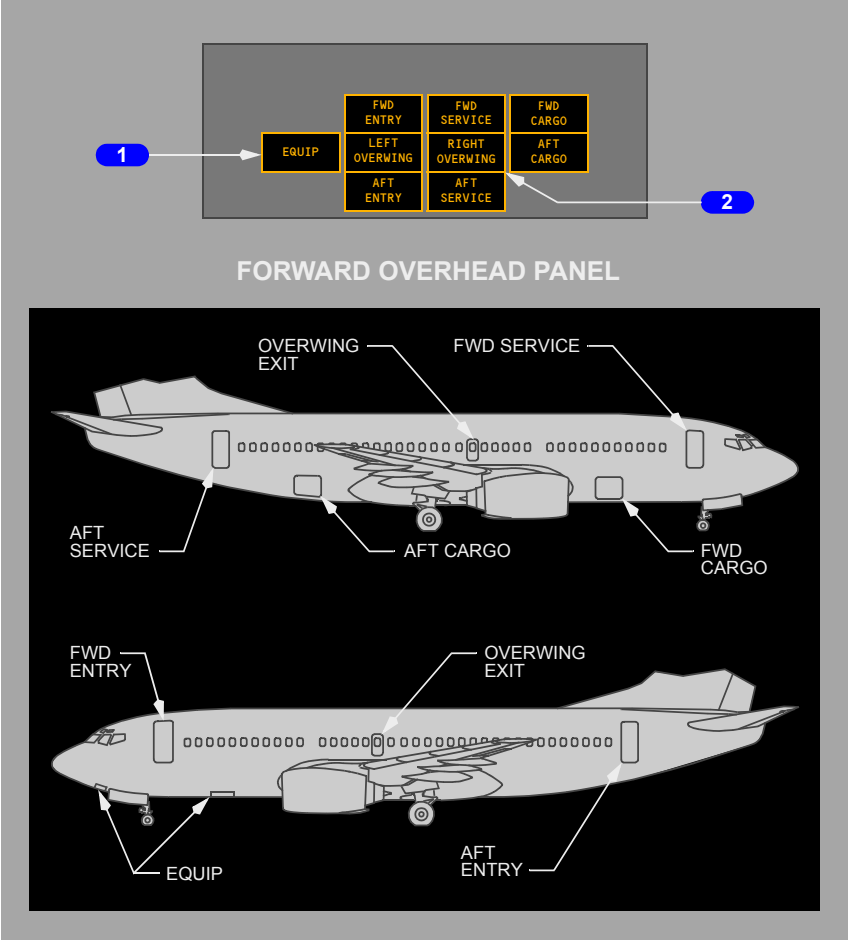 FWD
ENTRY
FWD
SERVICE
FWD
CARGO
1
EQUIP
LEFT
OVERWING
RIGHT
OVERWING
AFT
CARGO
AFT
ENTRY
AFT
SERVICE
2
FORWARD OVERHEAD PANEL
OVERWING
EXIT
FWD SERVICE
AFT
SERVICE
AFT CARGO
FWD
CARGO
FWD
ENTRY
OVERWING
EXIT
EQUIP
AFT
ENTRY